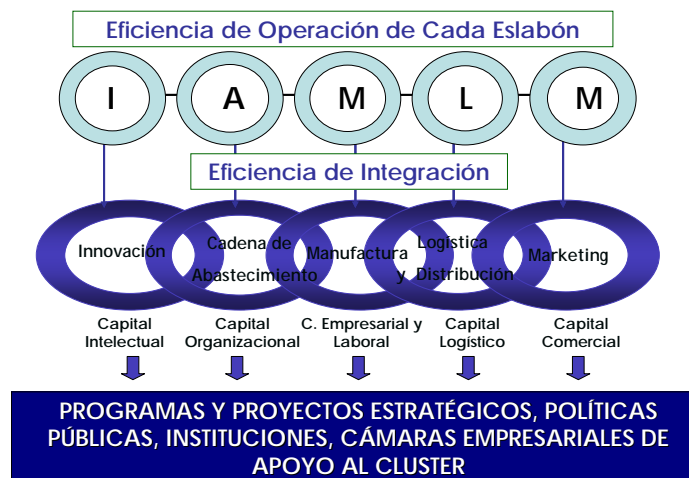 Eficiencia de Operación de Cada Eslabón
I A M L M
Eficiencia de Integración
Innovación
Cadena de
Abastecimiento
Manufactura
Logística
y Distribución
Marketing
Capital
Intelectual
Capital
Organizacional
C. Empresarial y
Laboral
Capital
Logístico
Capital
Comercial
PROGRAMAS Y PROYECTOS ESTRATÉGICOS, POLÍTICAS
PÚBLICAS, INSTITUCIONES, CÁMARAS EMPRESARIALES DE
APOYO AL CLUSTER